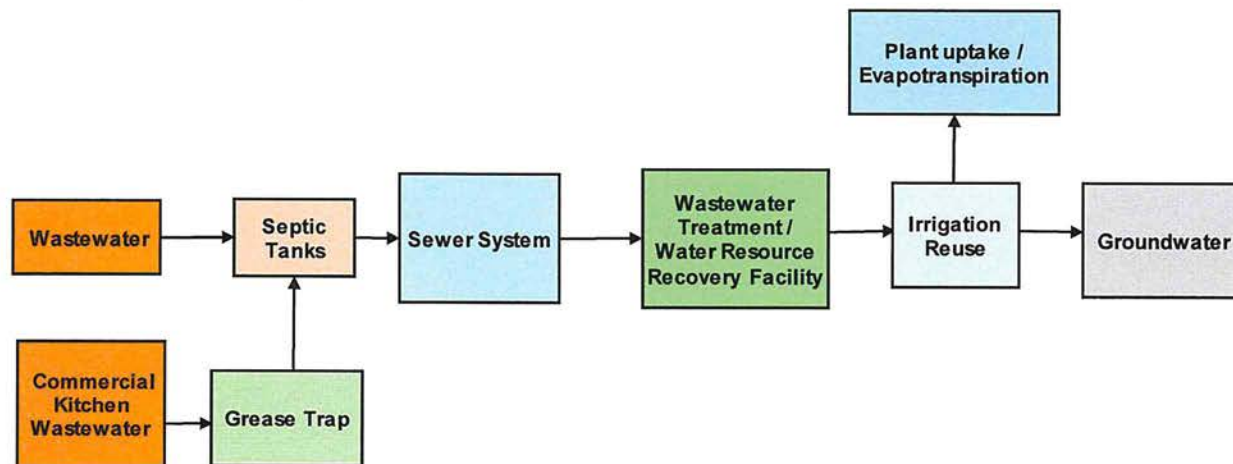 Plant uptake /
Evapotranspiration
Wastewater
Septic
Tanks
Sewer System
Wastewater
Treatment /
Water Resource
Recovery Facility
Irrigation
Reuse
Groundwater
Commercial
Kitchen
Wastewater
Grease Trap